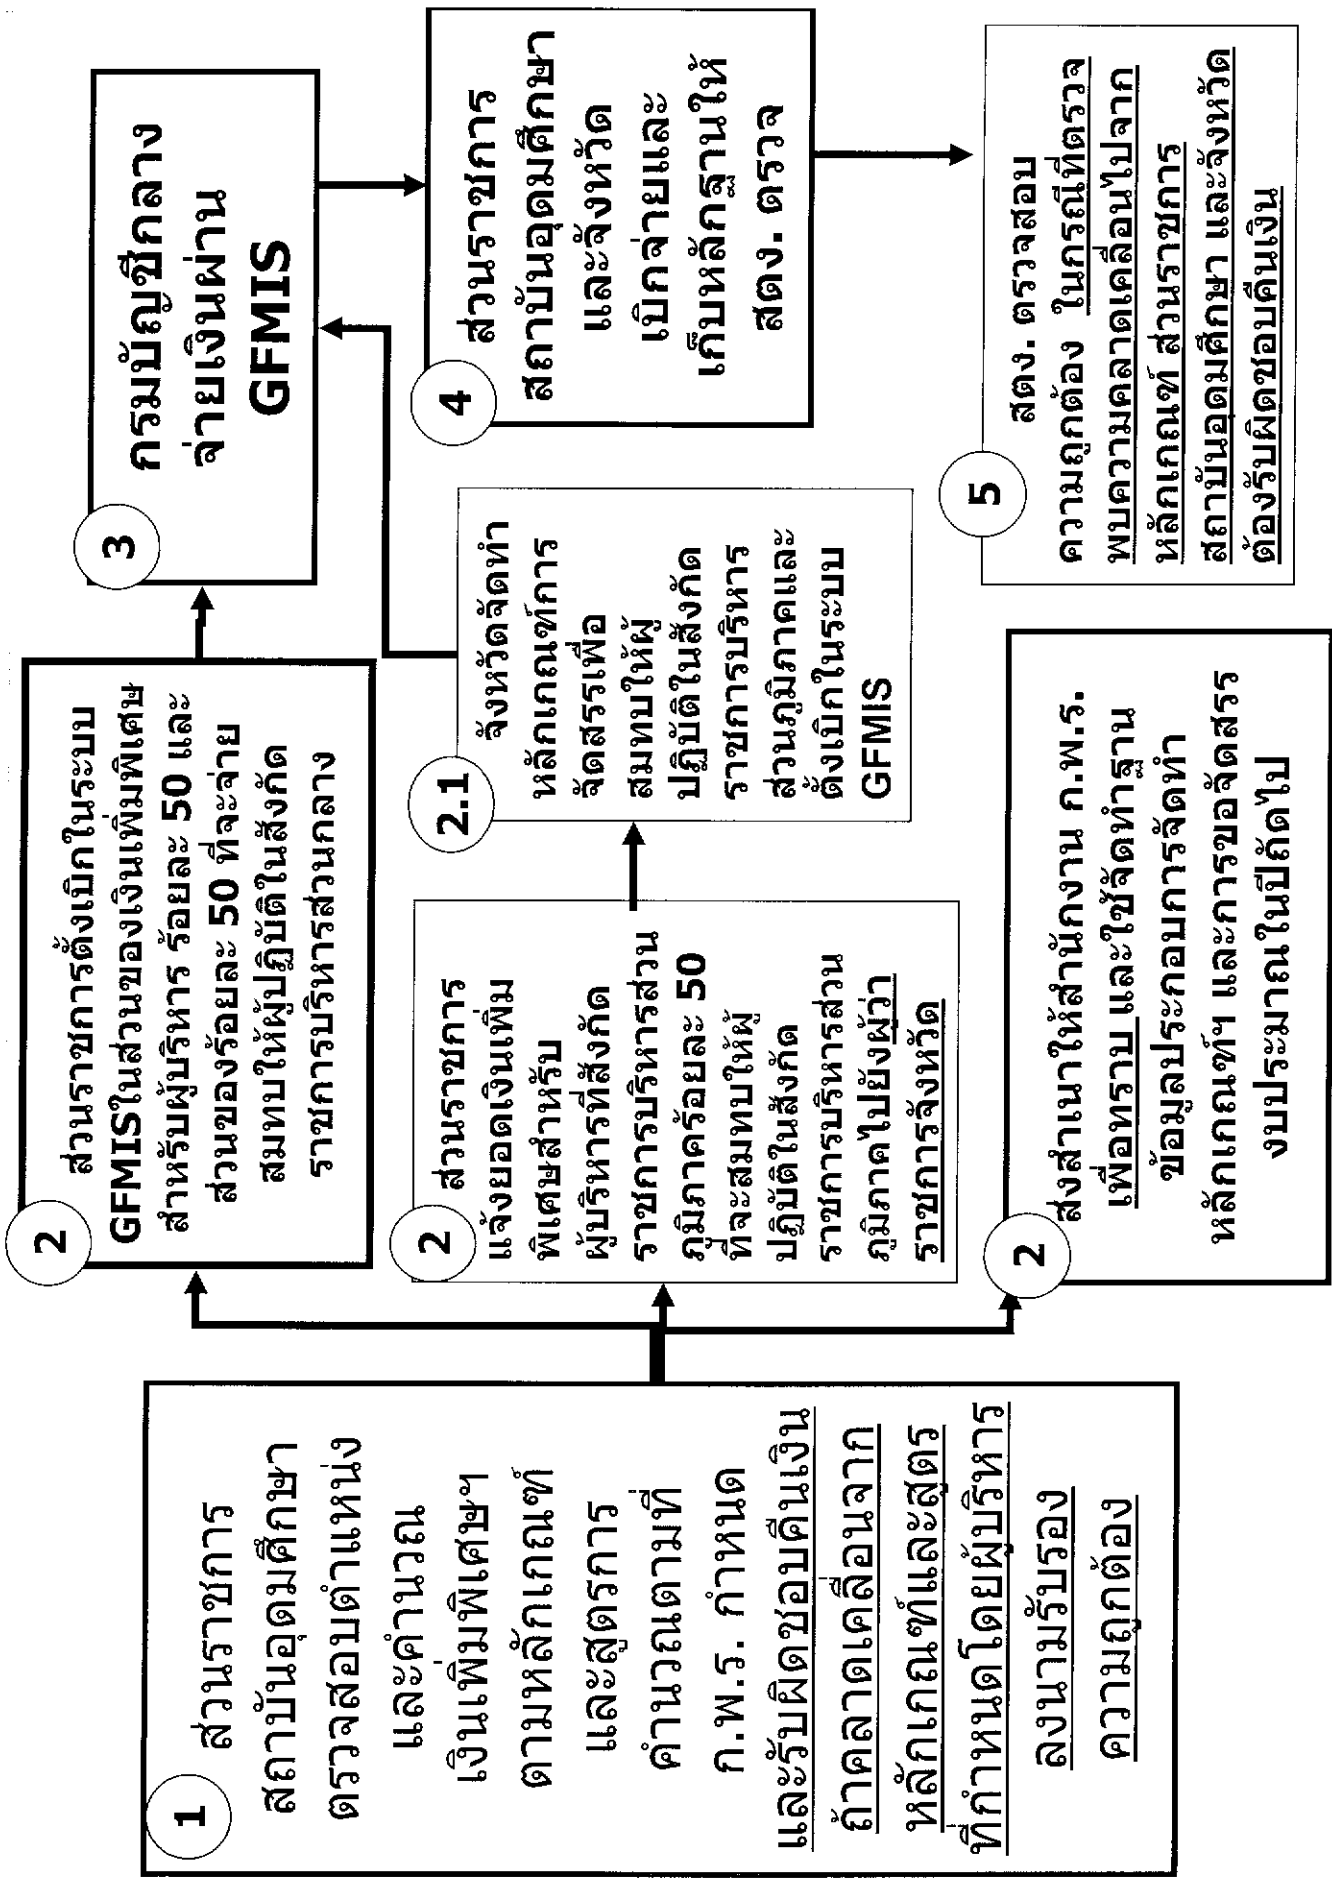 1
ส่วนราชการ
สถาบันอุดมศึกษา
ตรวจสอบตำแหน่ง
และคำนวณ
เงินเพิ่มพิเศษฯ
ตามหลักเกณฑ์
และสูตรการ
คำนวณตามที่
ก.พ.ร. กำหนด
และรับผิดชอบคืนเงิน
ถ้าคลาดเคลื่อนจาก
หลักเกณฑ์และสูตร
ที่กำหนดโดยผู้บริหาร
ลงนามรับรอง
ความถูกต้อง
2
ส่วนราชการตั้งเบิกในระบบ
GFMISในส่วนของเงินเพิ่มพิเศษ
สำหรับผู้บริหาร ร้อยละ 50 และ
ส่วนของร้อยละ 50 ที่จะจ่าย
สมทบให้ผู้ปฏิบัติในสังกัด
ราชการบริหารส่วนกลาง
2
ส่วนราชการ
แจ้งยอดเงินเพิ่ม
พิเศษสำหรับ
ผู้บริหารที่สังกัด
ราชการบริหารส่วน
ภูมิภาคร้อยละ 50
ที่จะสมทบให้ผู้
ปฏิบัติในสังกัด
ราชการบริหารส่วน
ภูมิภาคไปยังผู้ว่า
ราชการจังหวัด
2
ส่งสำเนาให้สำนักงาน ก.พ.ร.
เพื่อทราบ และใช้จัดทำฐาน
ข้อมูลประกอบการจัดทำ
หลักเกณฑ์ฯ และการขอจัดสรร
งบประมาณในปีถัดไป
2.1
จังหวัดจัดทำ
หลักเกณฑ์การ
จัดสรรเพื่อ
สมทบให้ผู้
ปฏิบัติในสังกัด
ราชการบริหาร
ส่วนภูมิภาคและ
ตั้งเบิกในระบบ
GFMIS
3
กรมบัญชีกลาง
จ่ายเงินผ่าน
GFMIS
4
ส่วนราชการ
สถาบันอุดมศึกษา
และจังหวัด
เบิกจ่ายและ
เก็บหลักฐานให้
สตง. ตรวจ
5
สตง. ตรวจสอบ
ความถูกต้อง ในกรณีที่ตรวจ
พบความคลาดเคลื่อนไปจาก
หลักเกณฑ์ ส่วนราชการ
สถาบันอุดมศึกษา และจังหวัด
ต้องรับผิดชอบคืนเงิน